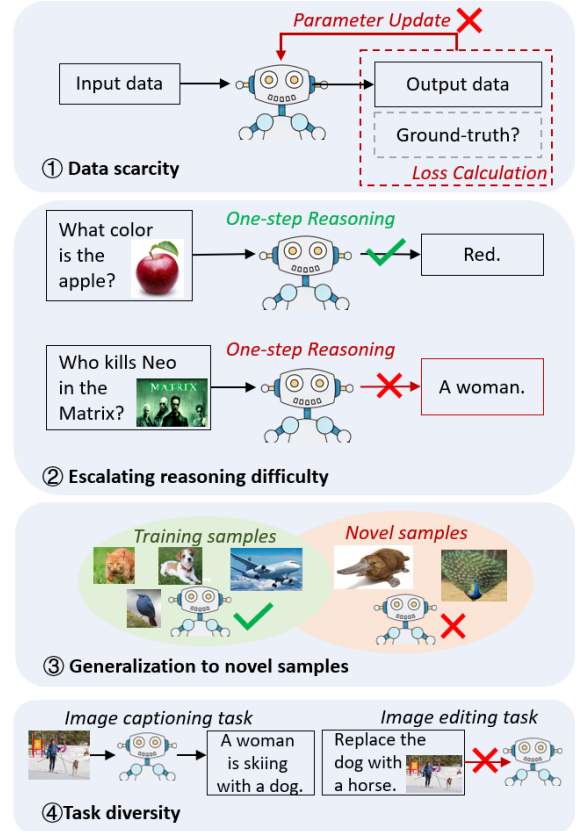 Parameter Update
Input data
Output data
Ground-truth?
Loss Calculation
① Data scarcity
What color
is the
apple?
One-step Reasoning
Red.
Who kills Neo
in the
Matrix?
MATRIX
One-step Reasoning
A woman.
② Escalating reasoning difficulty
Training samples
Novel samples
③ Generalization to novel samples
Image captioning task
A woman
is skiing
with a dog.
Image editing task
Replace the
dog with
a horse.
④Task diversity